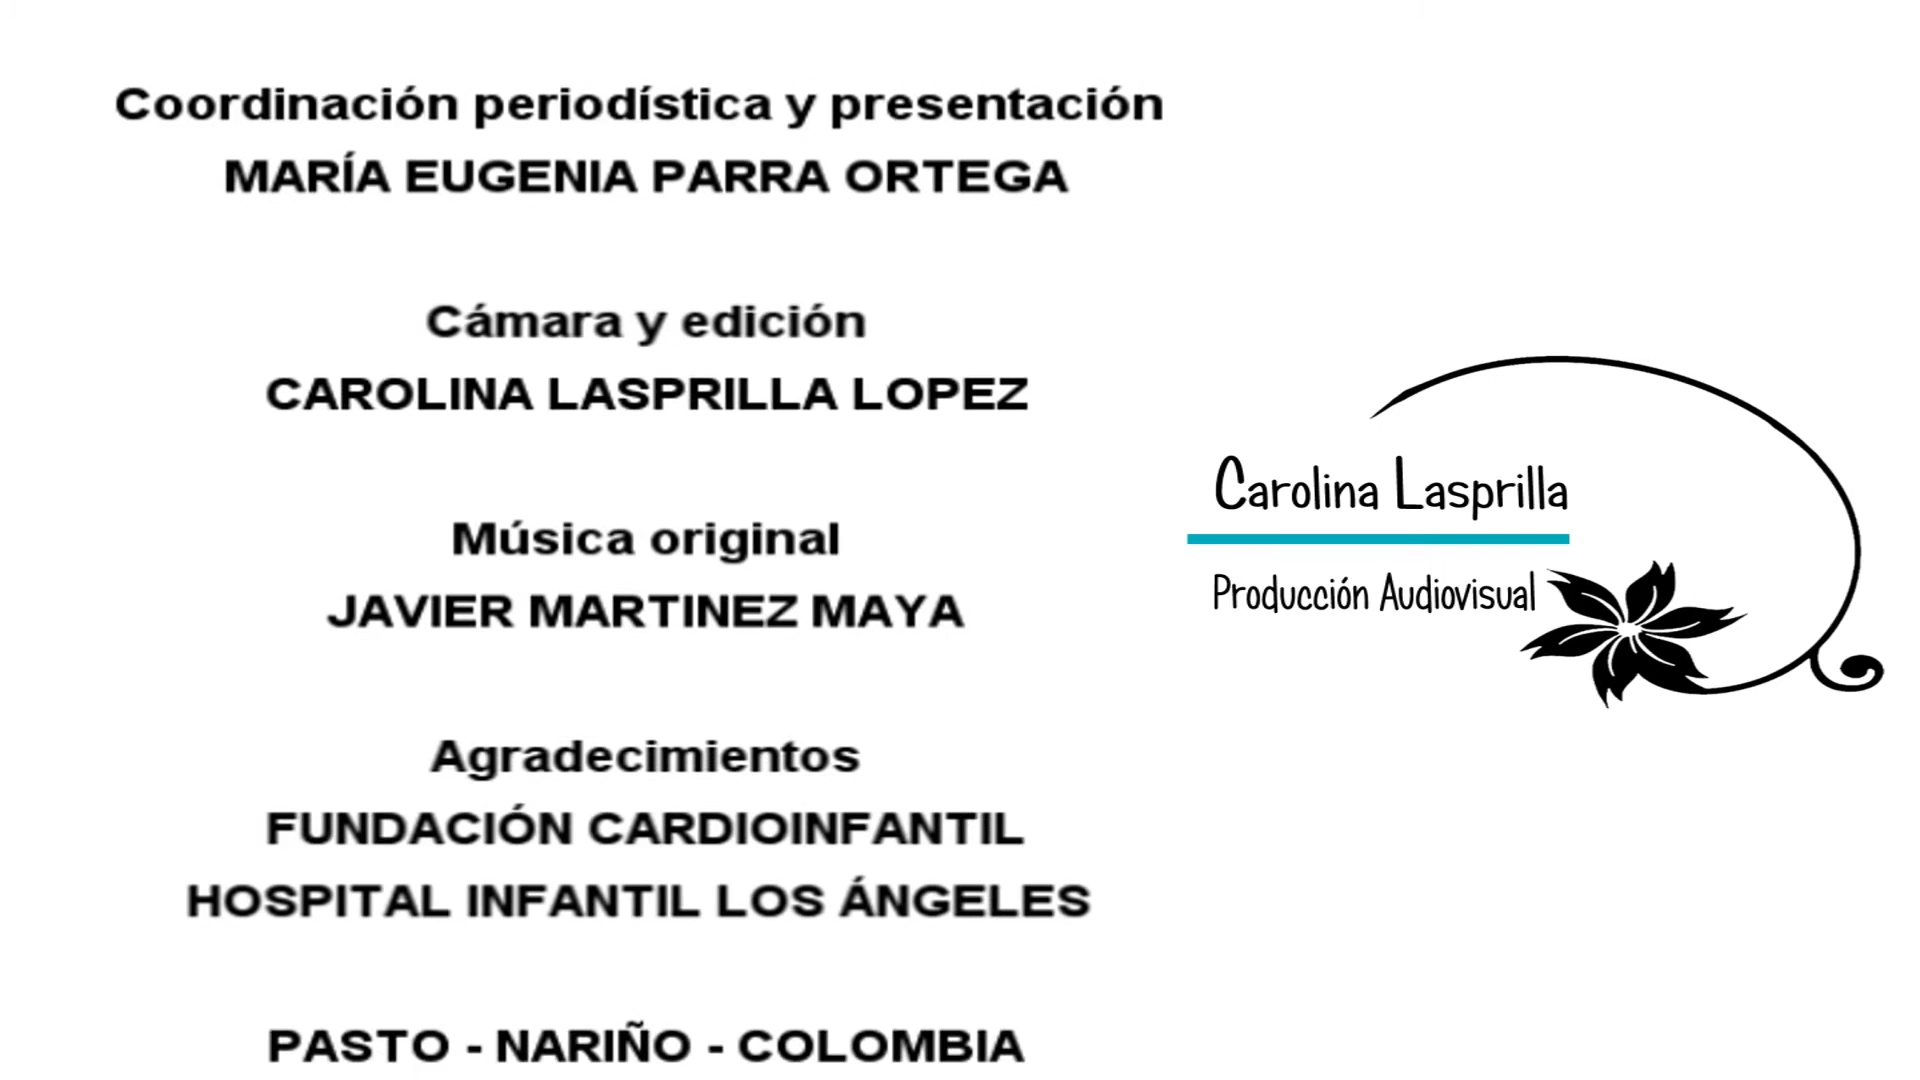 Coordinación periodística y presentación
MARÍA EUGENIA PARRA ORTEGA
Cámara y edición
CAROLINA LASPRILLA LOPEZ
Música original
JAVIER MARTINEZ MAYA
Agradecimientos
FUNDACIÓN CARDIOINFANTIL
HOSPITAL INFANTIL LOS ÁNGELES
PASTO - NARIÑO - COLOMBIA
Carolina Lasprilla
Producción Audiovisual